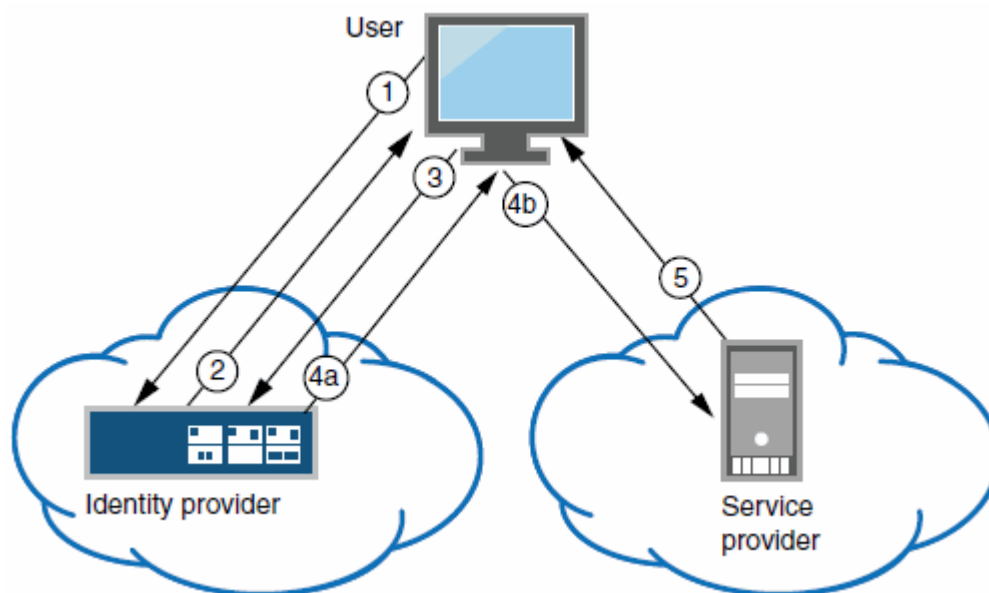 User
1
3
4b
5
2
4a
Identity provider
Service
provider